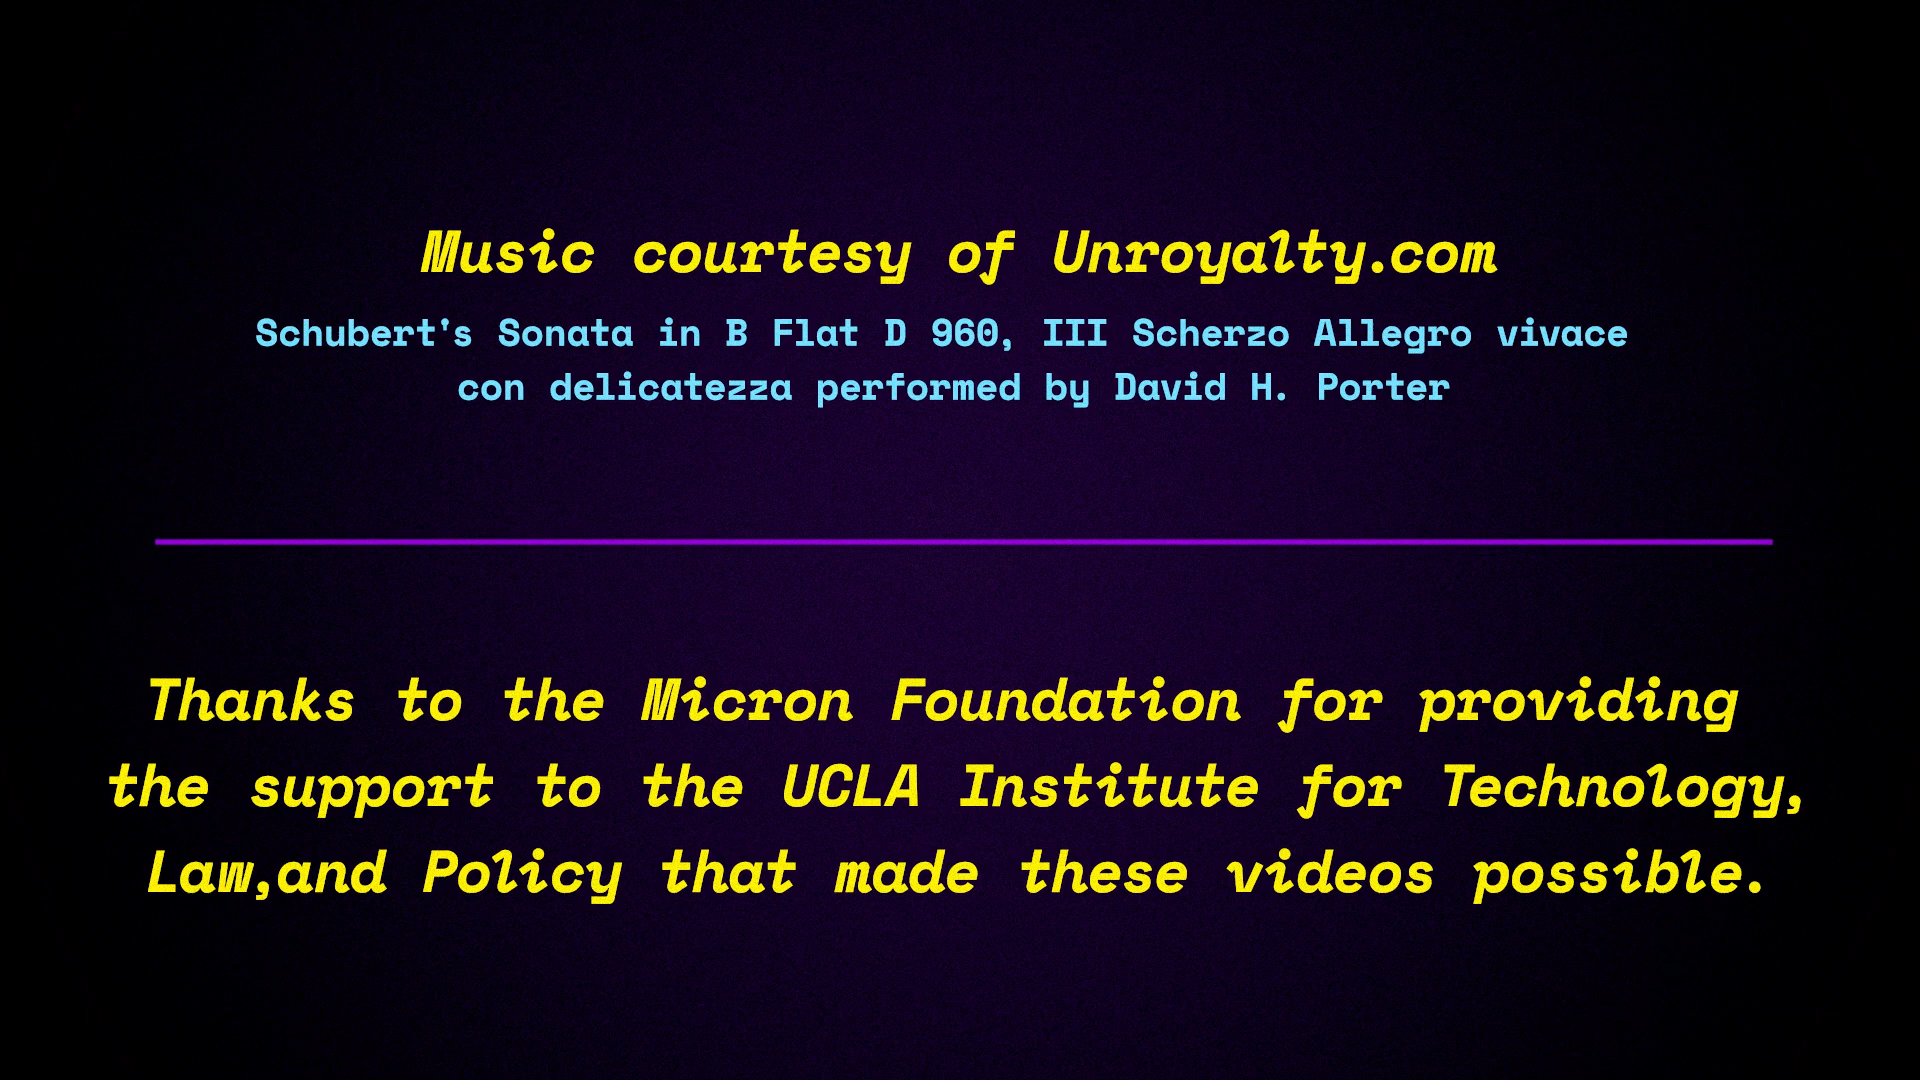 Music courtesy of Unroyalty.com
Schubert's Sonata in B Flat D 960, III Scherzo Allegro vivace
con delicatezza performed by David H. Porter
Thanks to the Micron Foundation for providing
the support to the UCLA Institute for Technology,
Law,and Policy that made these videos possible.